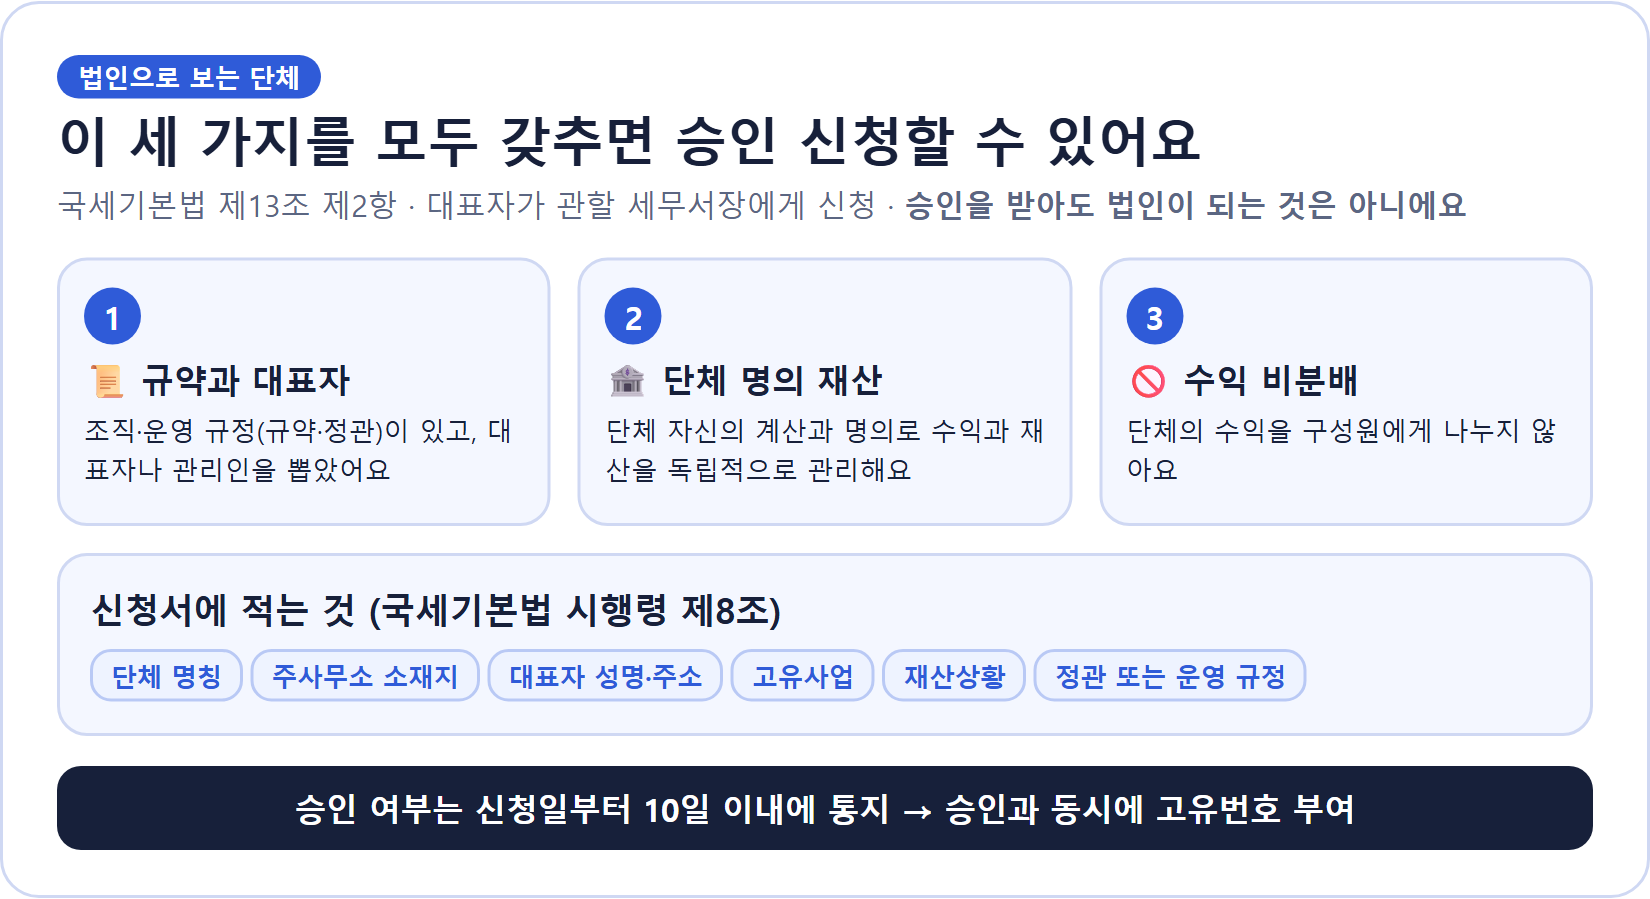 법인으로 보는 단체
이 세 가지를 모두 갖추면 승인 신청할 수 있어요
국세기본법 제13조 제2항 · 대표자가 관할 세무서장에게 신청 · 승인을 받아도 법인이 되는 것은 아니에요
1
규약과 대표자
조직·운영 규정(규약·정관)이 있고, 대
표자나 관리인을 뽑았어요
2
단체 명의 재산
단체 자신의 계산과 명의로 수익과 재
산을 독립적으로 관리해요
3
수익 비분배
단체의 수익을 구성원에게 나누지 않
아요
신청서에 적는 것 (국세기본법 시행령 제8조)
단체 명칭
주사무소 소재지
대표자 성명·주소
고유사업
재산상황
정관 또는 운영 규정
승인 여부는 신청일부터 10일 이내에 통지 → 승인과 동시에 고유번호 부여